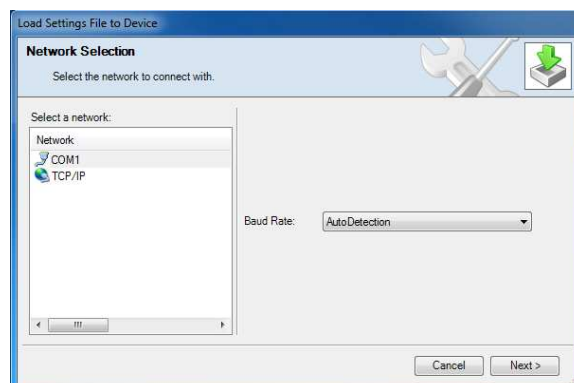 Load Settings File to Device
Network Selection
Select the network to connect with.
Select a network:
Network
COM1
TCP/IP
Baud Rate:
AutoDetection
Cancel
Next >